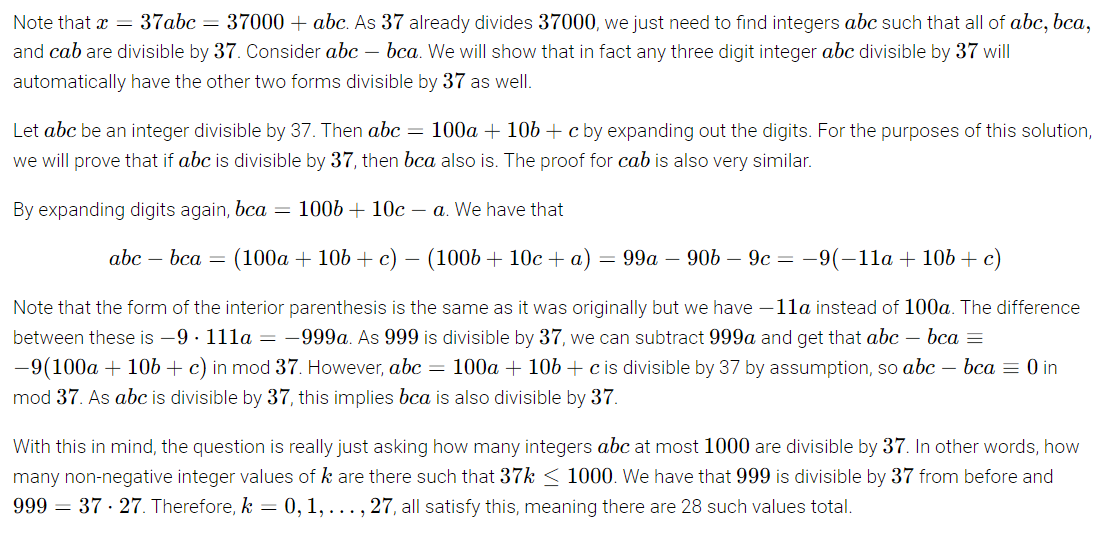 Note that x = 37abc = 37000 + abc. As 37 already divides 37000, we just need to find integers abc such that all of abc, bca,
and cab are divisible by 37. Consider abc − bca. We will show that in fact any three digit integer abc divisible by 37 will
automatically have the other two forms divisible by 37 as well.
Let abc be an integer divisible by 37. Then abc = 100a + 10b + c by expanding out the digits. For the purposes of this solution,
we will prove that if abc is divisible by 37, then bca also is. The proof for cab is also very similar.
By expanding digits again, bca = 100b + 10c − a. We have that
abc − bca = (100a + 10b + c) − (100b + 10c + a) = 99a − 90b − 9c = −9(−11a + 10b + c)
Note that the form of the interior parenthesis is the same as it was originally but we have −11a instead of 100a. The difference
between these is −9 · 111a = −999a. As 999 is divisible by 37, we can subtract 999a and get that abc − bca ≡
−9(100a + 10b + c) in mod 37. However, abc = 100a + 10b + c is divisible by 37 by assumption, so abc − bca ≡ 0 in
mod 37. As abc is divisible by 37, this implies bca is also divisible by 37.
With this in mind, the question is really just asking how many integers abc at most 1000 are divisible by 37. In other words, how
many non-negative integer values of k are there such that 37k ≤ 1000. We have that 999 is divisible by 37 from before and
999 = 37 · 27. Therefore, k = 0, 1, . . . , 27, all satisfy this, meaning there are 28 such values total.